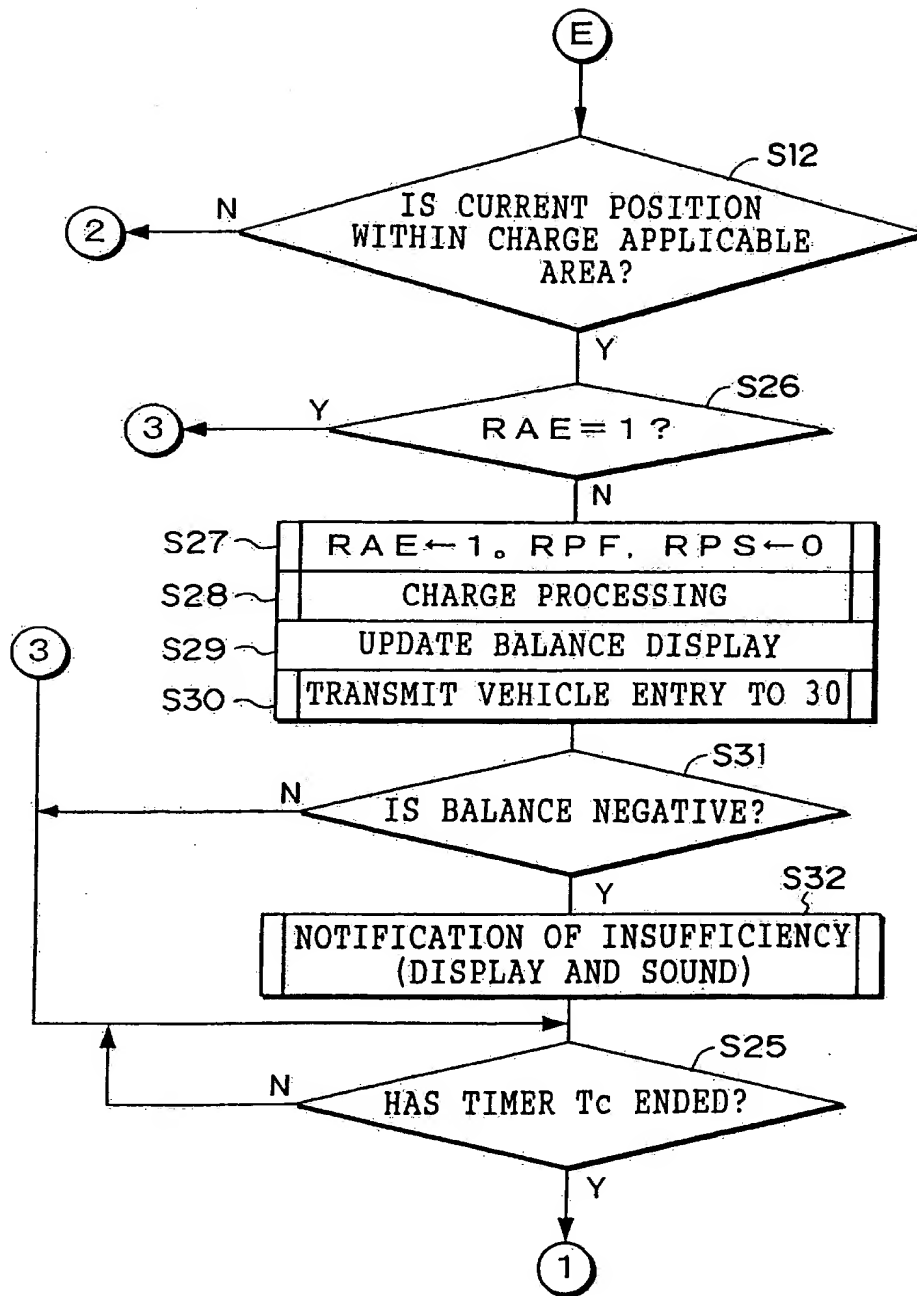 E
S12
N
2
IS CURRENT POSITION
WITHIN CHARGE APPLICABLE
AREA?
Y
S26
Y
3
RAE=1?
N
S27
RAE←1。RPF, RPS←0
S28
CHARGE PROCESSING
3
S29
UPDATE BALANCE DISPLAY
S30
TRANSMIT VEHICLE ENTRY TO 30
S31
N
IS BALANCE NEGATIVE?
Y
S32
NOTIFICATION OF INSUFFICIENCY
(DISPLAY AND SOUND)
S25
N
HAS TIMER Tc ENDED?
Y
1